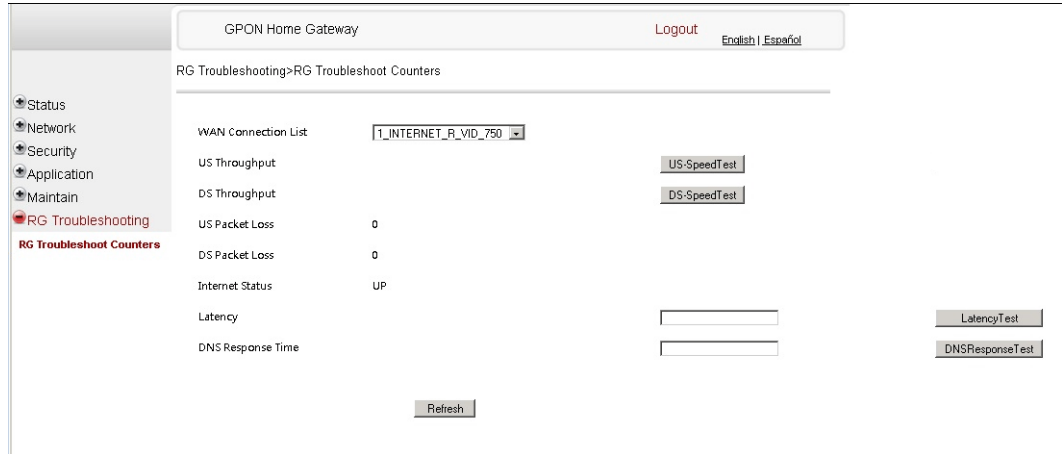 GPON Home Gateway
Logout
English | Español
RG Troubleshooting>RG Troubleshoot Counters
Status
Network
Security
Application
Maintain
RG Troubleshooting
RG Troubleshoot Counters
WAN Connection List 1_INTERNET_R_VID_750
US Throughput US-SpeedTest
DS Throughput DS-SpeedTest
US Packet Loss 0
DS Packet Loss 0
Internet Status UP
Latency LatencyTest
DNS Response Time DNSResponseTest
Refresh